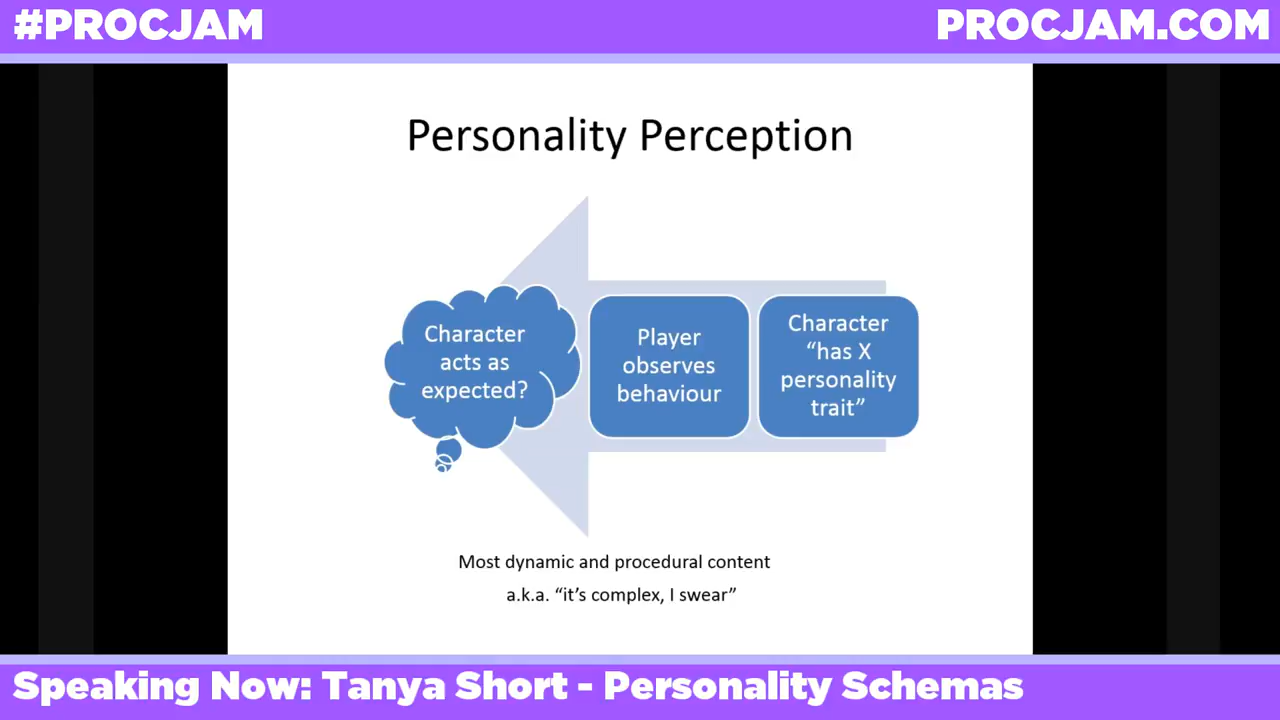 #PROCJAM
PROCJAM.COM
Personality Perception
Character
acts as
expected?
Player
observes
behaviour
Character
“has X
personality
trait”
Most dynamic and procedural content
a.k.a. “it’s complex, I swear”
Speaking Now: Tanya Short - Personality Schemas